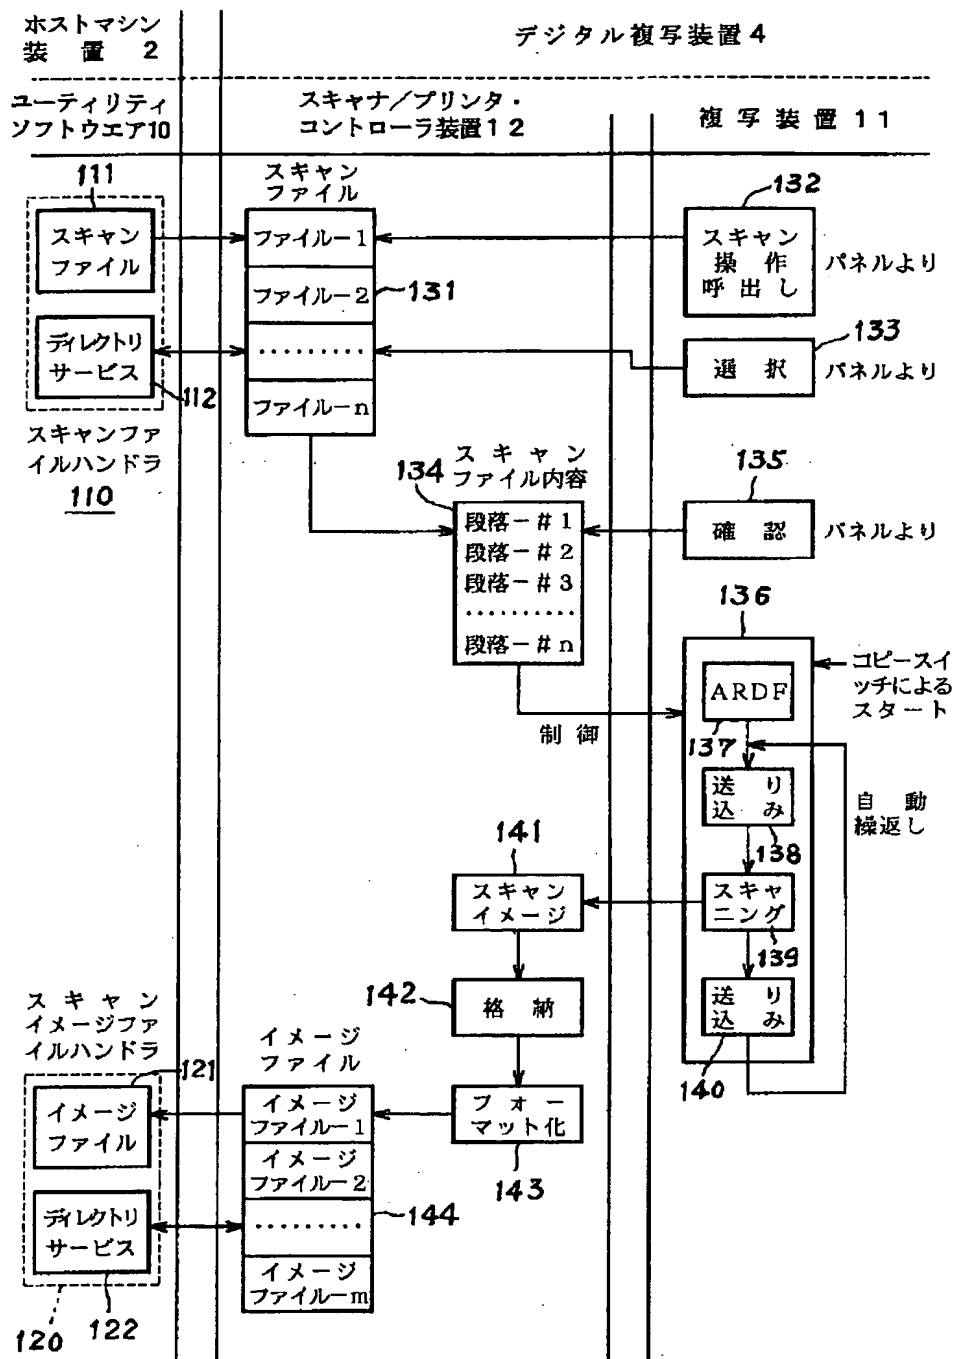 ホストマシン
装置 2
デジタル複写装置4
ユーティリティ
ソフトウエア10
スキャナ/プリンタ・
コントローラ装置12
複写装置11
111
スキャン
ファイル
ディレクトリ
サービス
112
スキャンファ
イルハンドラ
110
スキャン
ファイル
ファイル－1
ファイル－2
131
･････････
ファイル－n
132
スキャン
操作
呼出し
パネルより
133
選択
パネルより
134
スキャン
ファイル内容
段落－#1
段落－#2
段落－#3
･････････
段落－#n
135
確認
パネルより
136
コピースイ
ッチによる
スタート
制御
ARDF
137
送り
込み
138
自動
繰返し
スキャ
ニング
139
送り
込み
140
141
スキャン
イメージ
142
格納
フォー
マット化
143
イメージ
ファイル
イメージ
ファイル－1
イメージ
ファイル－2
･････････
144
イメージ
ファイル－m
スキャン
イメージファ
イルハンドラ
121
イメージ
ファイル
ディレクトリ
サービス
120
122